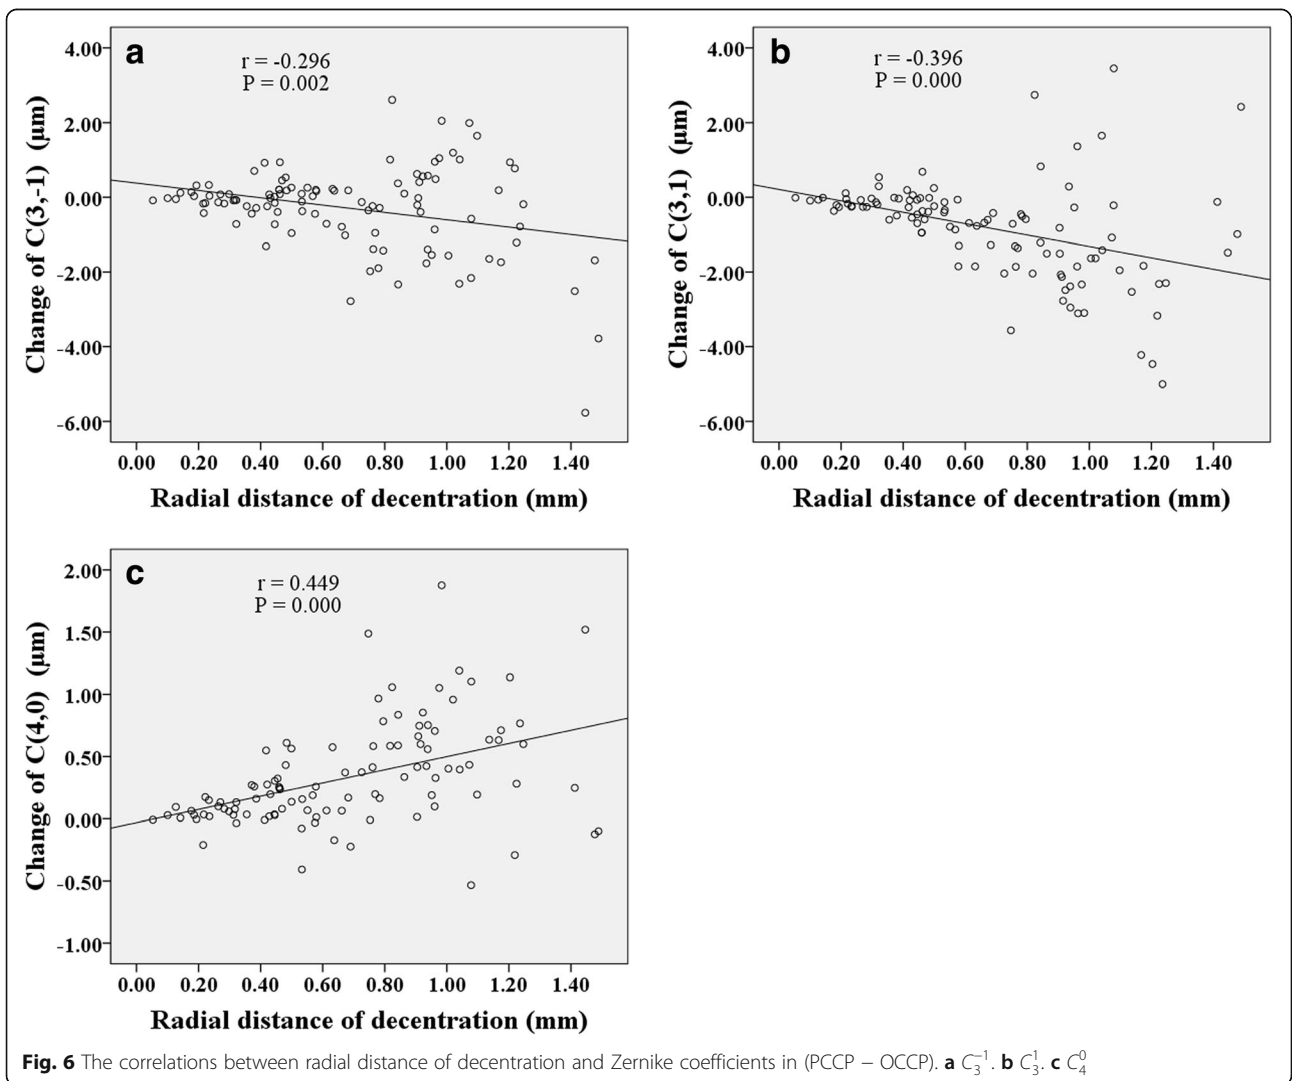 a
r = -0.296
P = 0.002
4.00
2.00
0.00
-2.00
-4.00
-6.00
Change of C(3,-1) (μm)
0.00 0.20 0.40 0.60 0.80 1.00 1.20 1.40
Radial distance of decentration (mm)
b
r = -0.396
P = 0.000
4.00
2.00
0.00
-2.00
-4.00
-6.00
Change of C(3,1) (μm)
0.00 0.20 0.40 0.60 0.80 1.00 1.20 1.40
Radial distance of decentration (mm)
c
r = 0.449
P = 0.000
2.00
1.50
1.00
0.50
0.00
-0.50
-1.00
Change of C(4,0) (μm)
0.00 0.20 0.40 0.60 0.80 1.00 1.20 1.40
Radial distance of decentration (mm)
Fig. 6 The correlations between radial distance of decentration and Zernike coefficients in (PCCP − OCCP). a C₃⁻¹. b C₃¹. c C₄⁰